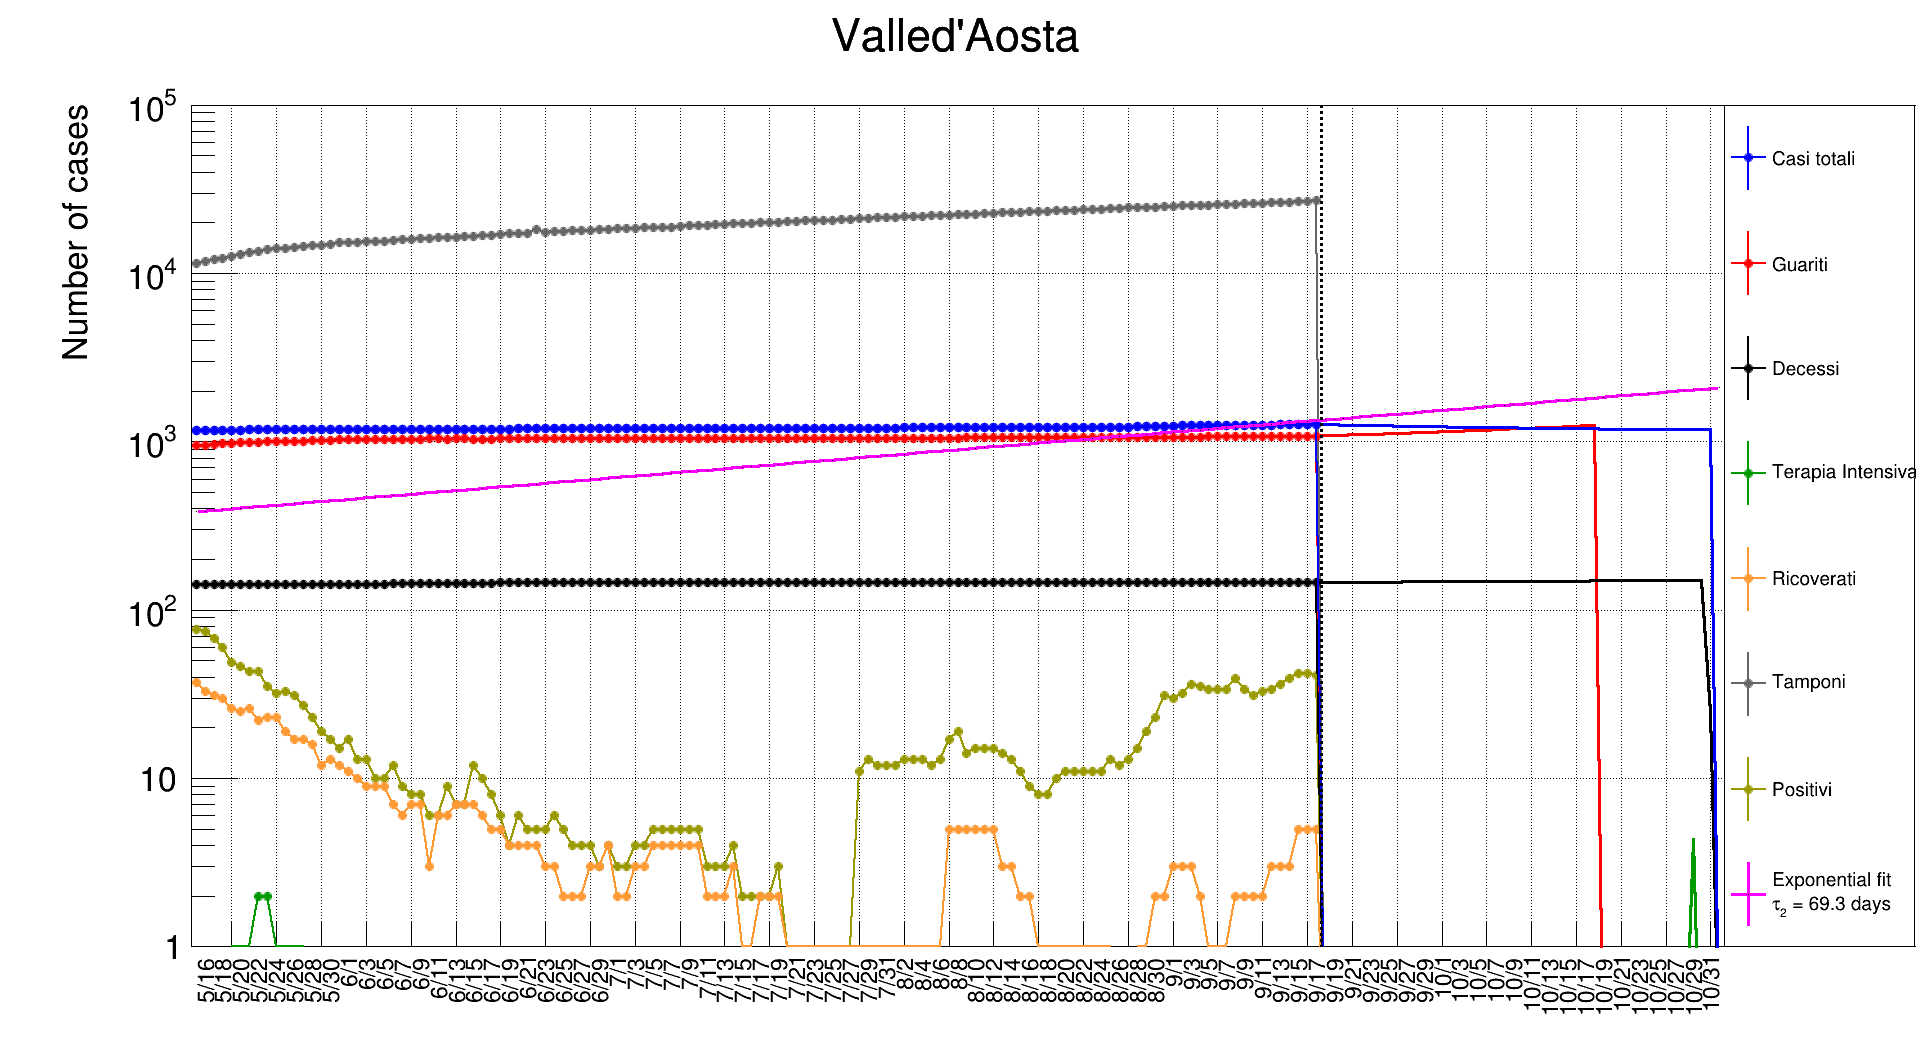 Valled'Aosta
Number of cases
10^5
10^4
10^3
10^2
10
1
5/16 5/18 5/20 5/22 5/24 5/26 5/28 5/30 6/1 6/3 6/5 6/7 6/9 6/11 6/13 6/15 6/17 6/19 6/21 6/23 6/25 6/27 6/29 7/1 7/3 7/5 7/7 7/9 7/11 7/13 7/15 7/17 7/19 7/21 7/23 7/25 7/27 7/29 7/31 8/2 8/4 8/6 8/8 8/10 8/12 8/14 8/16 8/18 8/20 8/22 8/24 8/26 8/28 8/30 9/1 9/3 9/5 9/7 9/9 9/11 9/13 9/15 9/17 9/19 9/21 9/23 9/25 9/27 9/29 10/1 10/3 10/5 10/7 10/9 10/11 10/13 10/15 10/17 10/19 10/21 10/23 10/25 10/27 10/29 10/31
Casi totali
Guariti
Decessi
Terapia Intensiva
Ricoverati
Tamponi
Positivi
Exponential fit
τ_2 = 69.3 days